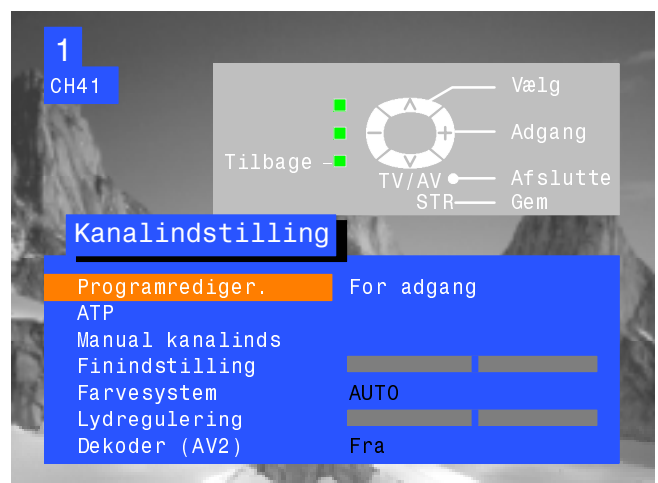 1
CH41
Vælg
Adgang
Tilbage
TV/AV
Afslutte
STR
Gem
Kanalindstilling
Programrediger.
For adgang
ATP
Manual kanalinds
Finindstilling
Farvesystem
AUTO
Lydregulering
Dekoder (AV2)
Fra